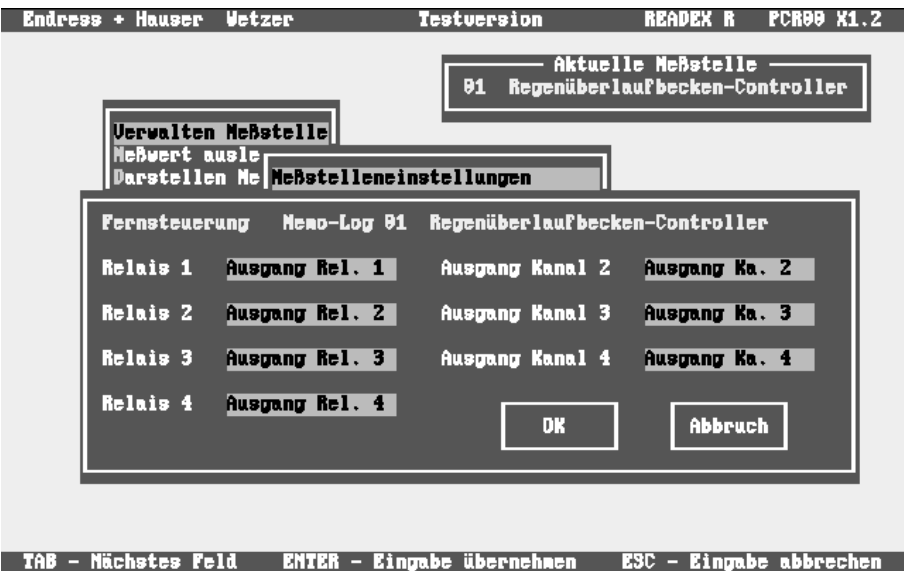 Endress + Hauser Wetzer Testversion READEX R PCR00 X1.2
Aktuelle Meßstelle
01 Regenüberlaufbecken-Controller
Verwalten Meßstelle
Meßwert ausle
Darstellen Me
Meßstelleneinstellungen
Fernsteuerung Memo-Log 01 Regenüberlaufbecken-Controller
Relais 1 Ausgang Rel. 1 Ausgang Kanal 2 Ausgang Ka. 2
Relais 2 Ausgang Rel. 2 Ausgang Kanal 3 Ausgang Ka. 3
Relais 3 Ausgang Rel. 3 Ausgang Kanal 4 Ausgang Ka. 4
Relais 4 Ausgang Rel. 4
OK Abbruch
TAB - Nächstes Feld ENTER - Eingabe übernehmen ESC - Eingabe abbrechen